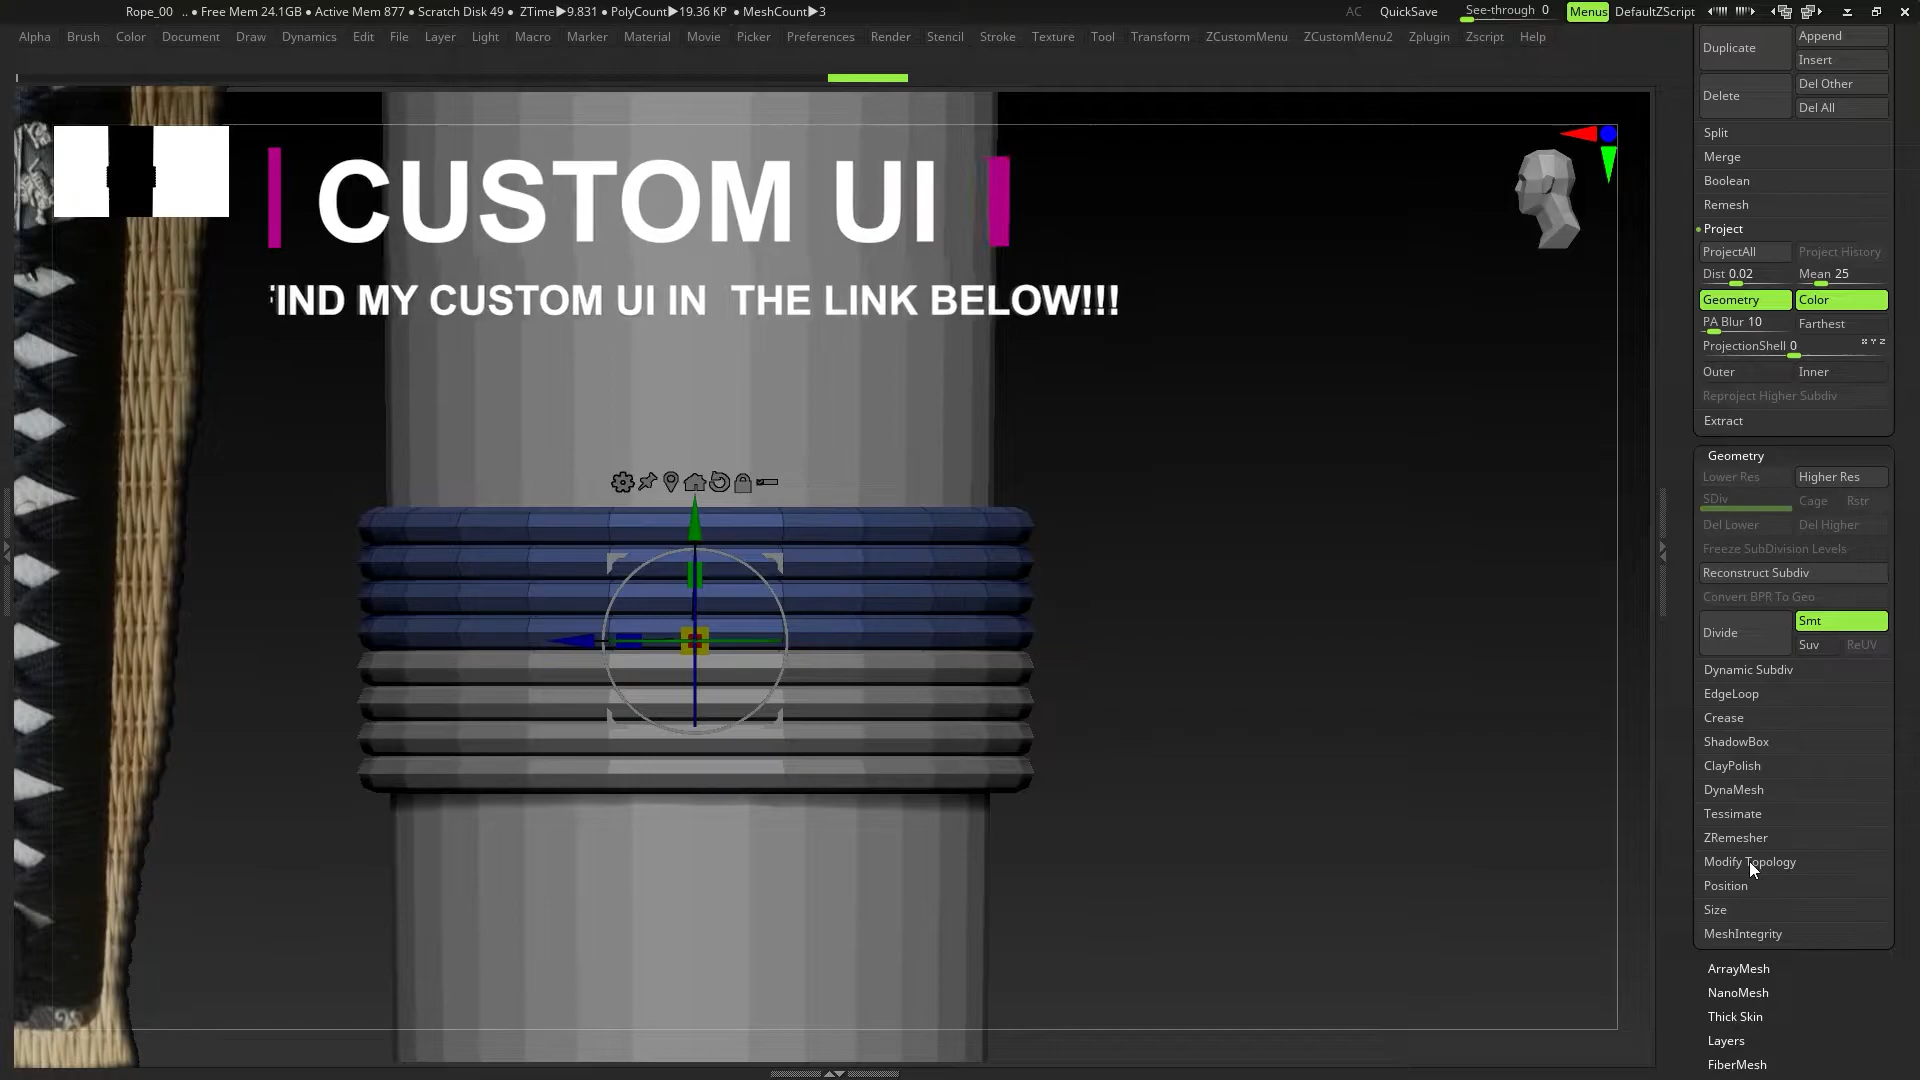 Rope_00 .. ● Free Mem 24.1GB ● Active Mem 877 ● Scratch Disk 49 ● ZTime▶9.831 ● PolyCount▶19.36 KP ● MeshCount▶3 AC QuickSave See-through 0 Menus DefaultZScript
Alpha Brush Color Document Draw Dynamics Edit File Layer Light Macro Marker Material Movie Picker Preferences Render Stencil Stroke Texture Tool Transform ZCustomMenu ZCustomMenu2 Zplugin Zscript Help
CUSTOM UI
FIND MY CUSTOM UI IN THE LINK BELOW!!!
Duplicate Append
Insert
Delete Del Other
Del All
Split
Merge
Boolean
Remesh
Project
ProjectAll Project History
Dist 0.02 Mean 25
Geometry Color
PA Blur 10 Farthest
ProjectionShell 0 X Y Z
Outer Inner
Reproject Higher Subdiv
Extract
Geometry
Lower Res Higher Res
SDiv Cage Rstr
Del Lower Del Higher
Freeze SubDivision Levels
Reconstruct Subdiv
Convert BPR To Geo
Divide Smt
Suv ReUV
Dynamic Subdiv
EdgeLoop
Crease
ShadowBox
ClayPolish
DynaMesh
Tessimate
ZRemesher
Modify Topology
Position
Size
MeshIntegrity
ArrayMesh
NanoMesh
Thick Skin
Layers
FiberMesh